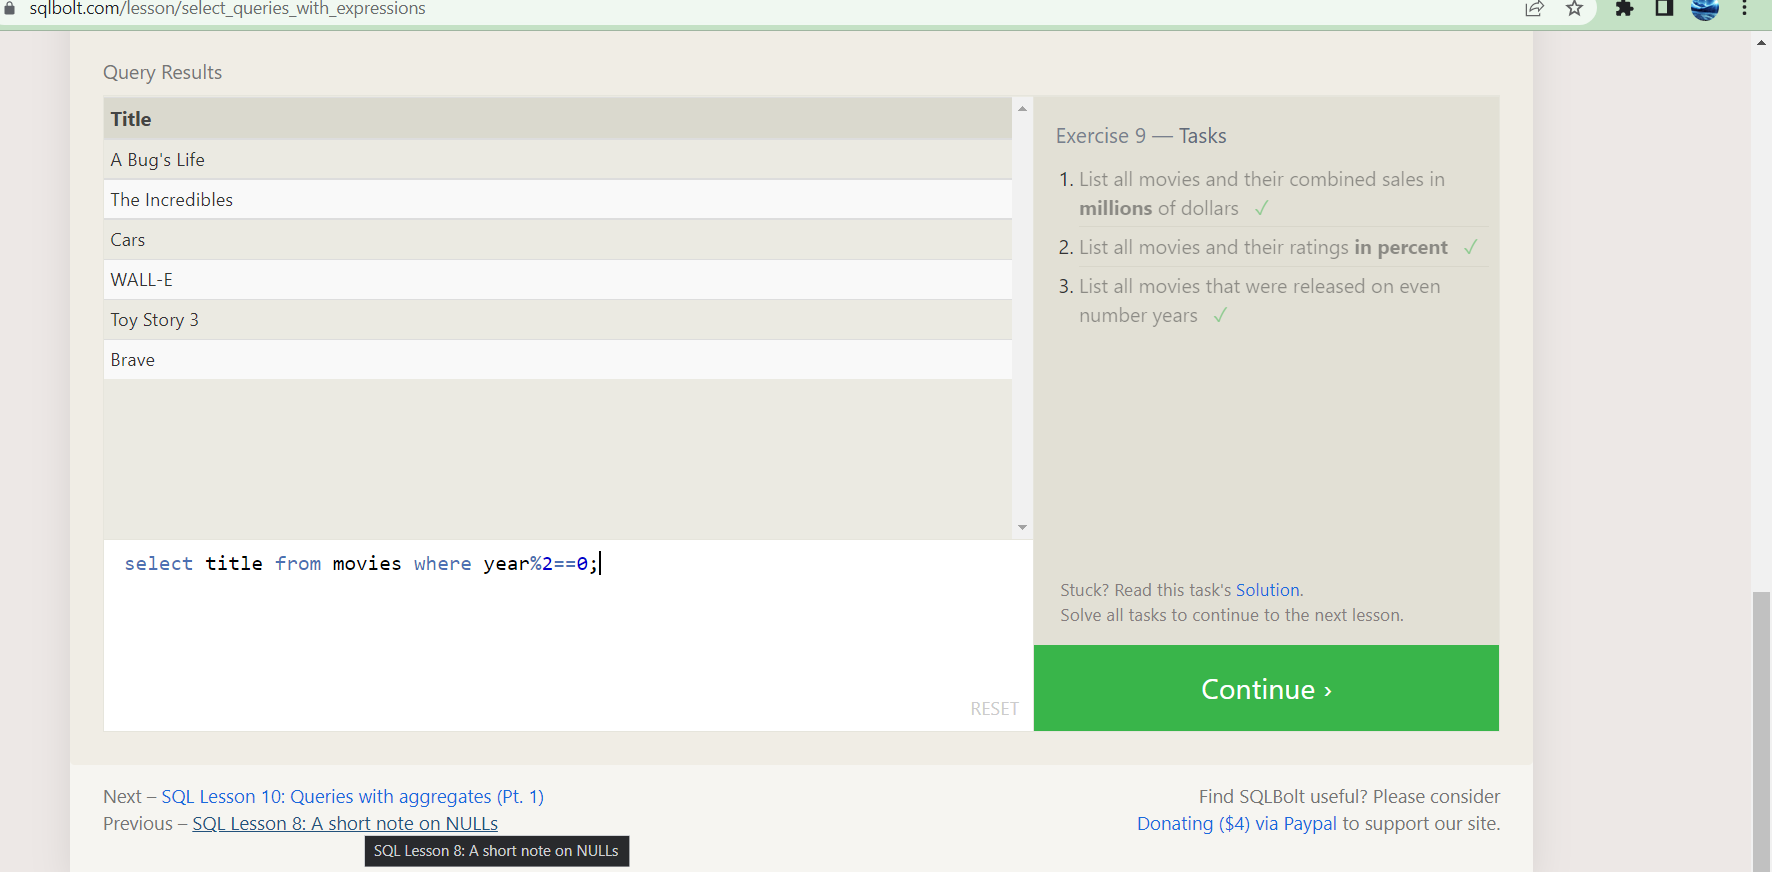 sqlbolt.com/lesson/select_queries_with_expressions
Query Results
Title
A Bug's Life
The Incredibles
Cars
WALL-E
Toy Story 3
Brave
select title from movies where year%2==0;
RESET
Exercise 9 — Tasks
1. List all movies and their combined sales in
millions of dollars ✓
2. List all movies and their ratings in percent ✓
3. List all movies that were released on even
number years ✓
Stuck? Read this task's Solution.
Solve all tasks to continue to the next lesson.
Continue ›
Next – SQL Lesson 10: Queries with aggregates (Pt. 1)
Previous – SQL Lesson 8: A short note on NULLs
SQL Lesson 8: A short note on NULLs
Find SQLBolt useful? Please consider
Donating ($4) via Paypal to support our site.